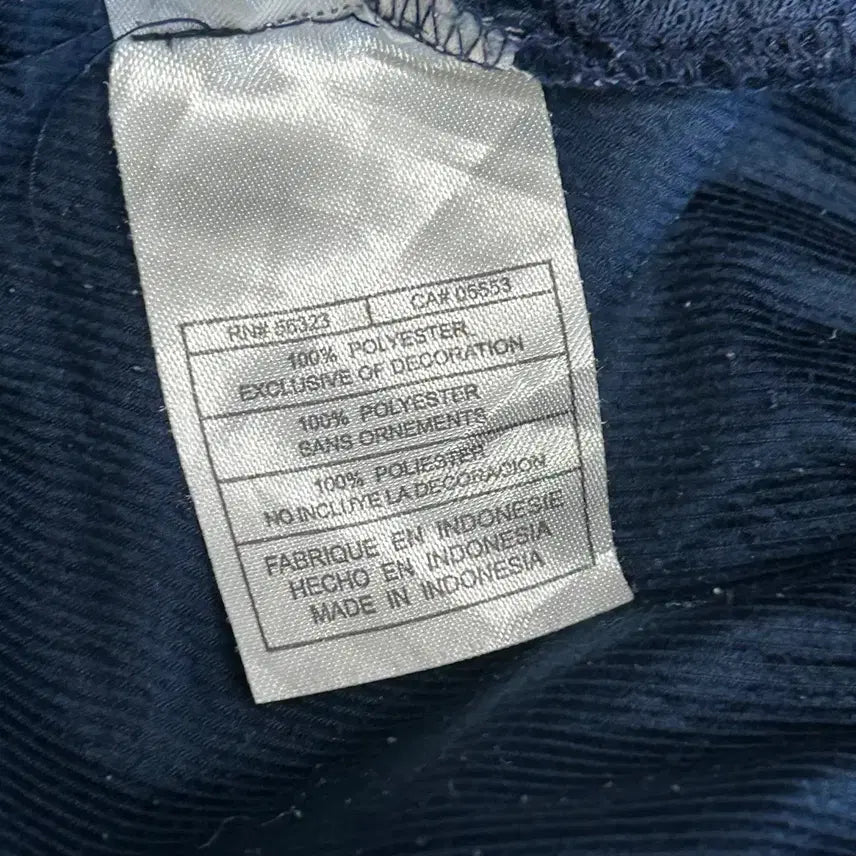 RN# 56323 CA# 05553
100% POLYESTER
EXCLUSIVE OF DECORATION
100% POLYESTER
SANS ORNEMENTS
100% POLIESTER
NO INCLUYE LA DECORACION
FABRIQUE EN INDONESIE
HECHO EN INDONESIA
MADE IN INDONESIA